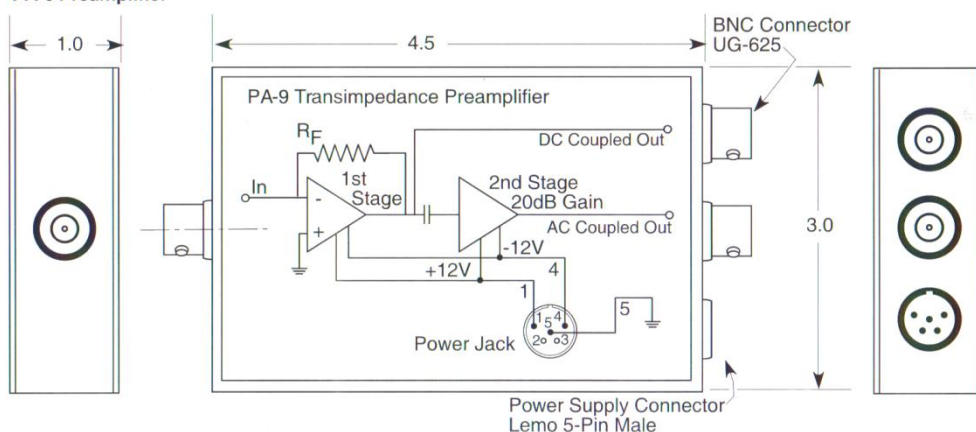 1.0
4.5
BNC Connector
UG-625
PA-9 Transimpedance Preamplifier
RF
DC Coupled Out
In
1st
Stage
-
+
2nd Stage
20dB Gain
AC Coupled Out
3.0
-12V
+12V
4
1
5
1
5
4
2
3
Power Jack
Power Supply Connector
Lemo 5-Pin Male